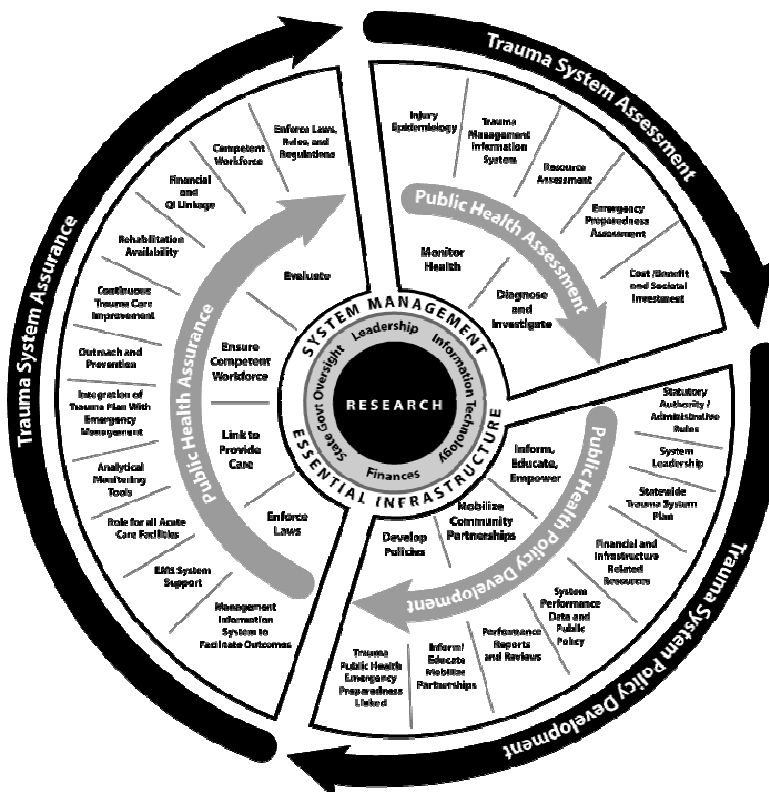 Trauma System Assessment
Injury
Epidemiology
Trauma
Management
Information
System
Resource
Assessment
Emergency
Preparedness
Assessment
Cost/Benefit
and Societal
Investment
Public Health Assessment
Monitor
Health
Diagnose
and
Investigate
Trauma System Policy Development
Statutory
Authority/
Administrative
Rules
System
Leadership
Statewide
Trauma System
Plan
Financial and
Infrastructure
Related
Resources
System
Performance
Data and
Public
Policy
Performance
Reports
and Reviews
Inform/
Educate
Mobilize
Partnerships
Trauma
Public Health
Emergency
Preparedness
Linked
Public Health Policy Development
Inform,
Educate,
Empower
Mobilize
Community
Partnerships
Develop
Policies
Trauma System Assurance
Management
Information
System to
Facilitate Outcomes
EMS System
Support
Role for all Acute
Care Facilities
Analytical
Monitoring
Tools
Integration of
Trauma Plan With
Emergency
Management
Outreach and
Prevention
Continuous
Trauma Care
Improvement
Rehabilitation
Availability
Financial
and
QI Linkage
Competent
Workforce
Enforce Laws,
Rules, and
Regulations
Public Health Assurance
Enforce
Laws
Link to
Provide
Care
Ensure
Competent
Workforce
Evaluate
SYSTEM MANAGEMENT
ESSENTIAL INFRASTRUCTURE
Leadership
Information Technology
Finances
State Govt Oversight
RESEARCH